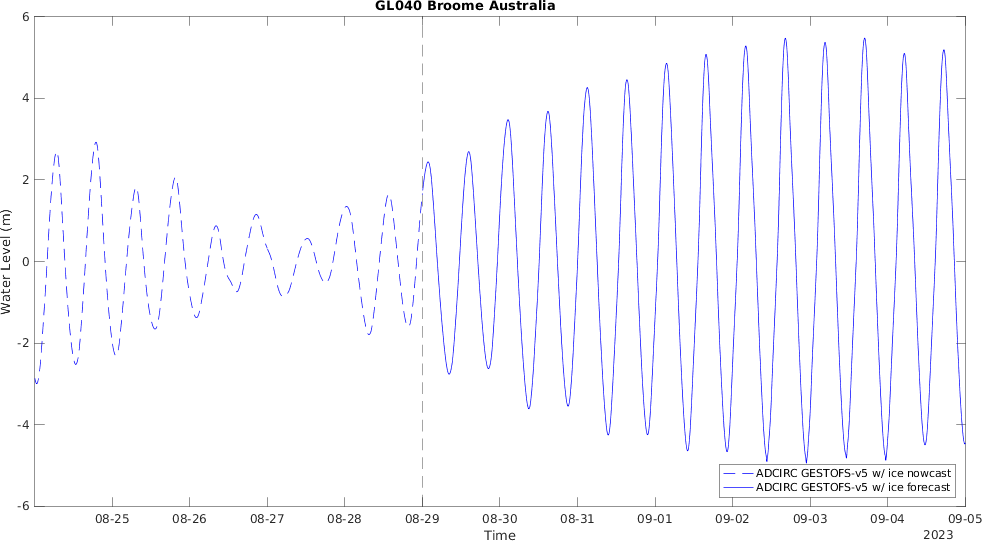 GL040 Broome Australia
6
4
2
0
-2
-4
-6
Water Level (m)
ADCIRC GESTOFS-v5 w/ ice nowcast
ADCIRC GESTOFS-v5 w/ ice forecast
08-25 08-26 08-27 08-28 08-29 08-30 08-31 09-01 09-02 09-03 09-04 09-05
Time
2023